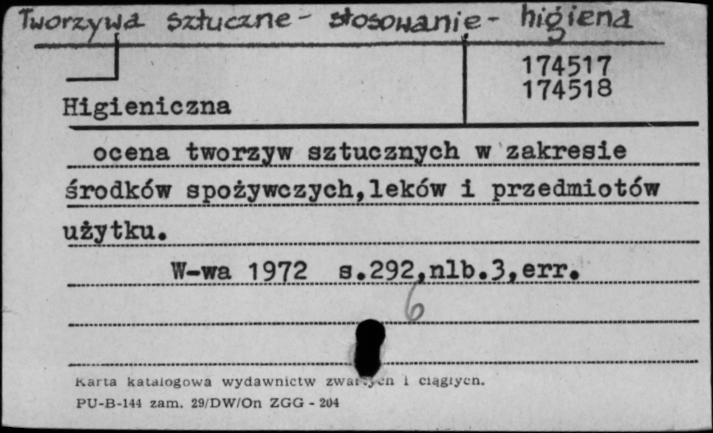 Tworzywa sztuczne - stosowanie - higiena
174517
174518
Higieniczna
ocena tworzyw sztucznych w zakresie
środków spożywczych,leków i przedmiotów
użytku.
W-wa 1972 s.292,nlb.3,err.
6
Karta katalogowa wydawnictw zwartych i ciągłych.
PU-B-144 zam. 29/DW/On ZGG - 204